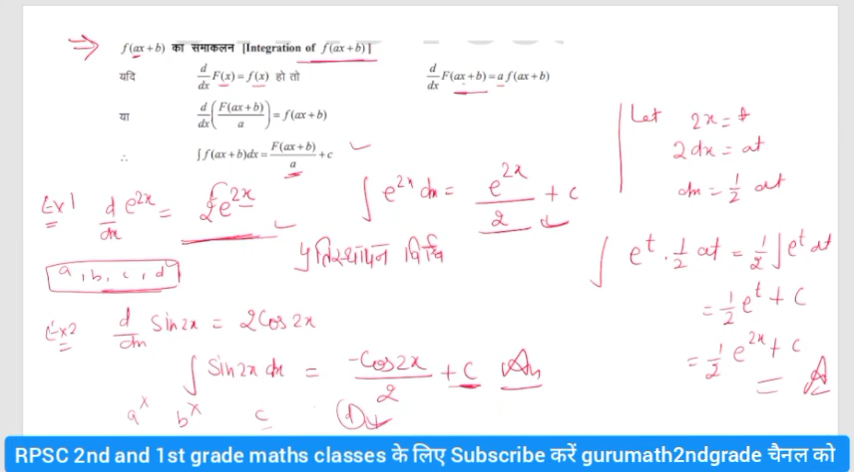 f(ax+b) का समाकलन [Integration of f(ax+b)]
यदि d/dx F(x) = f(x) हो तो d/dx F(ax+b) = a f(ax+b)
या d/dx (F(ax+b)/a) = f(ax+b)
∴ ∫f(ax+b)dx = F(ax+b)/a + c
Let 2x = t
2dx = dt
dx = 1/2 dt
Ex1 d/dx e^2x = 2e^2x ∫ e^2x dx = e^2x/2 + c
a, b, c, d
प्रतिस्थापन विधि
∫ e^t · 1/2 dt = 1/2 ∫ e^t dt
= 1/2 e^t + C
= 1/2 e^2x + c
= A
Ex2 d/dx Sin2x = 2Cos2x
∫ Sin2x dx = -Cos2x/2 + C Ans
a x b x c D
RPSC 2nd and 1st grade maths classes के लिए Subscribe करें gurumath2ndgrade चैनल को